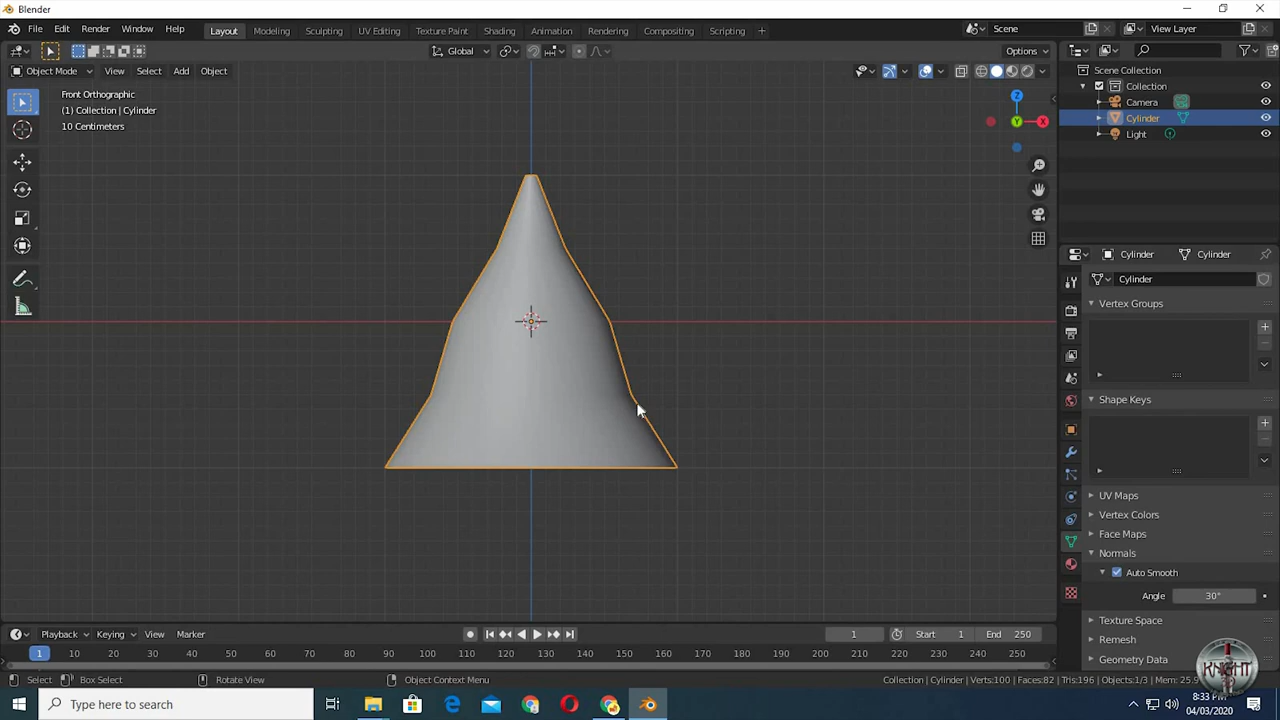 Blender
File Edit Render Window Help
Layout Modeling Sculpting UV Editing Texture Paint Shading Animation Rendering Compositing Scripting +
Scene
View Layer
Global
Options
Object Mode View Select Add Object
Front Orthographic
(1) Collection | Cylinder
10 Centimeters
Z
Y
X
Scene Collection
Collection
Camera
Cylinder
Light
Cylinder Cylinder
Cylinder
Vertex Groups
Shape Keys
UV Maps
Vertex Colors
Face Maps
Normals
Auto Smooth
Angle 30°
Texture Space
Remesh
Geometry Data
Playback Keying View Marker
1 Start 1 End 250
1 10 20 30 40 50 60 70 80 90 100 110 120 130 140 150 160 170 180 190 200 210 220 230 240 250
Select Box Select Rotate View Object Context Menu
Collection | Cylinder | Verts:100 | Faces:82 | Tris:196 | Objects:1/3 | Mem: 25.9
KNIGHT
Type here to search
8:33 PM
04/03/2020